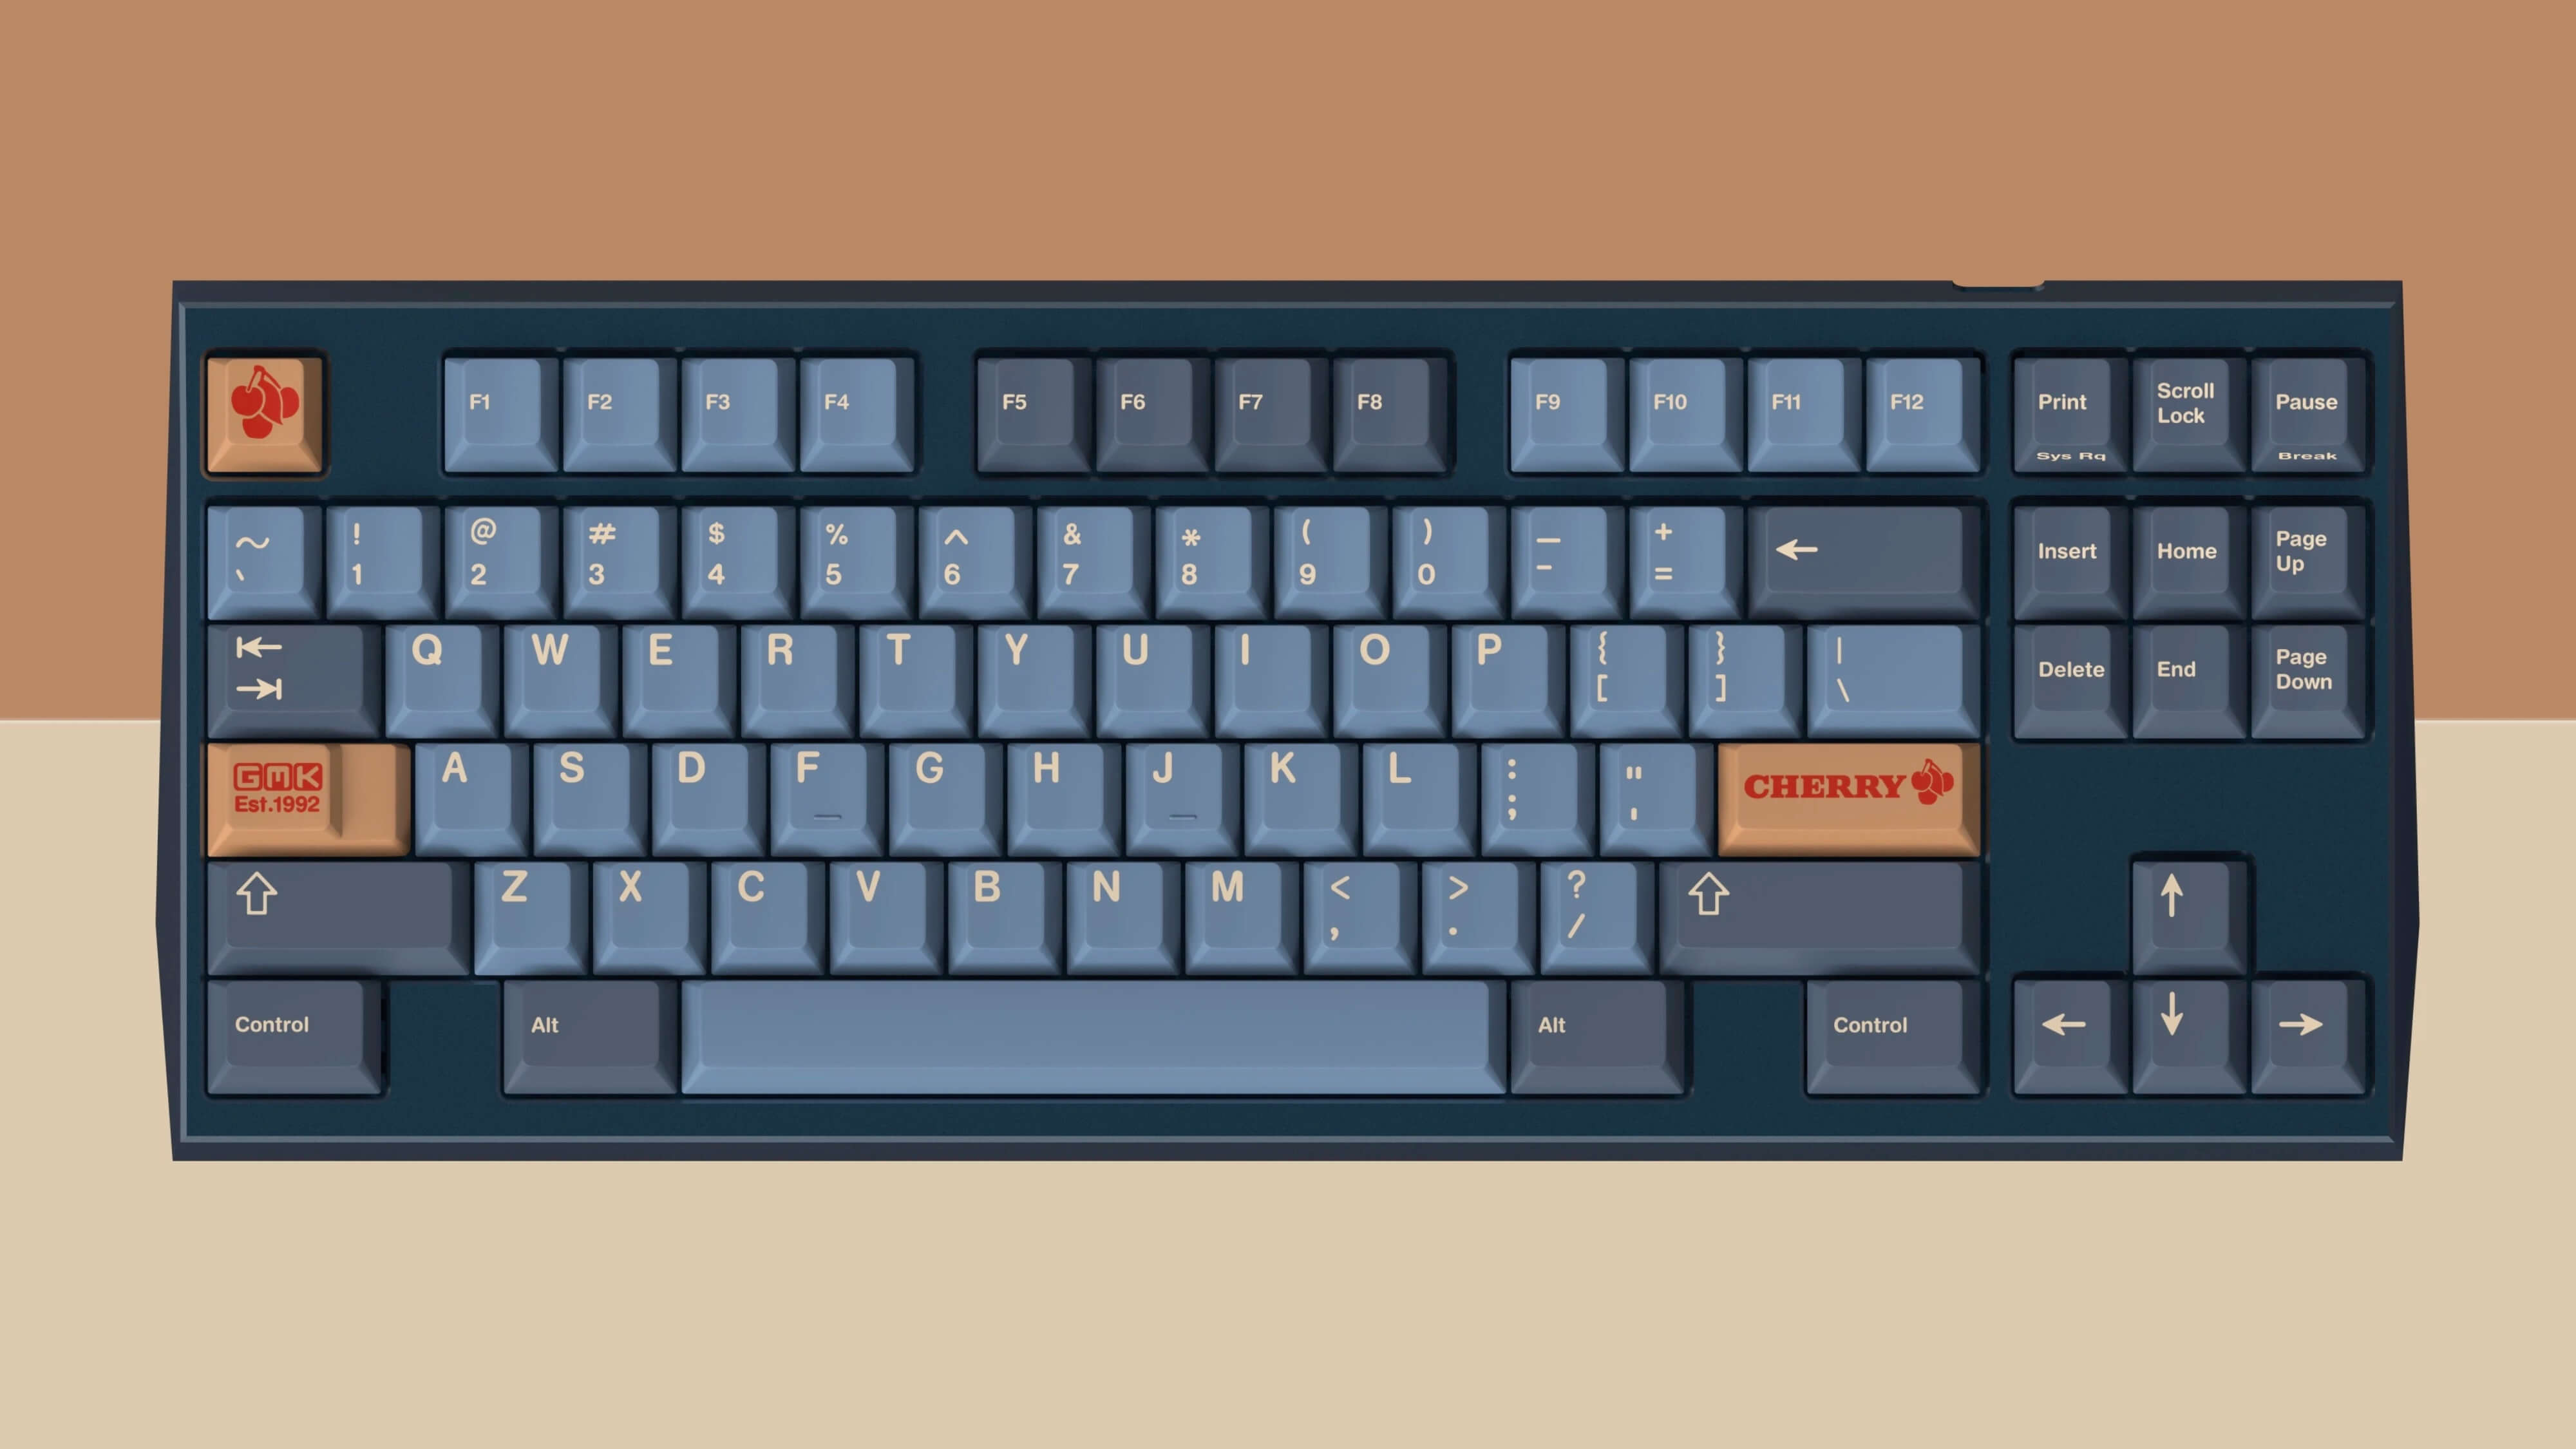 F1 F2 F3 F4 F5 F6 F7 F8 F9 F10 F11 F12 Print Scroll Pause
Lock
Sys Rq Break
~ ! @ # $ % ^ & * ( ) — + ←
` 1 2 3 4 5 6 7 8 9 0 - =
Insert Home Page
Up
⇤ Q W E R T Y U I O P { } |
⇥ [ ] \
Delete End Page
Down
GMK A S D F G H J K L : " CHERRY
Est.1992 ; '
⇧ Z X C V B N M < > ? ⇧ ↑
, . /
Control Alt Alt Control ← ↓ →